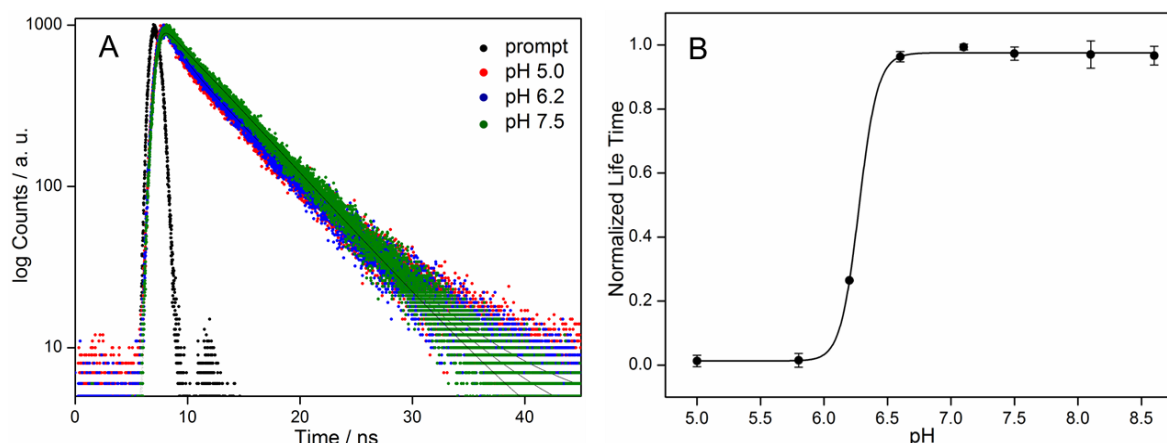 A
prompt
pH 5.0
pH 6.2
pH 7.5
log Counts / a. u.
1000
100
10
0 10 20 30 40
Time / ns
B
Normalized Life Time
1.0
0.8
0.6
0.4
0.2
0.0
5.0 5.5 6.0 6.5 7.0 7.5 8.0 8.5
pH